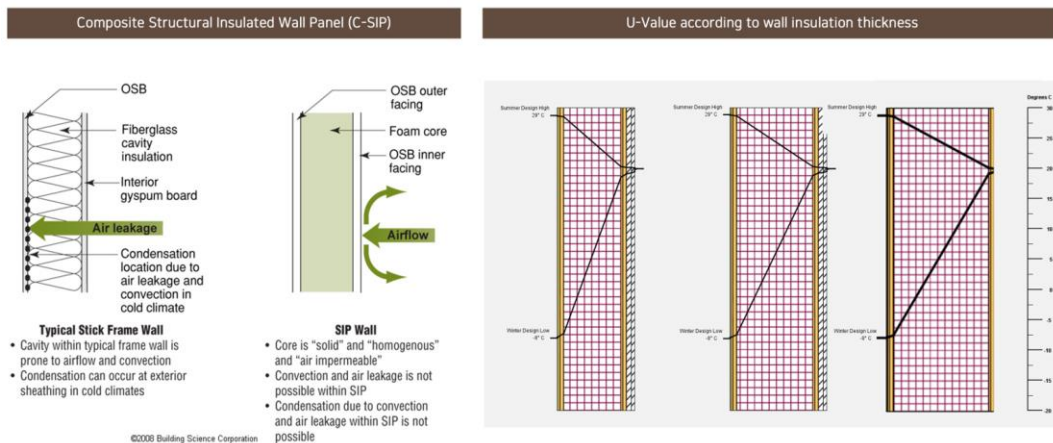 Composite Structural Insulated Wall Panel (C-SIP)
OSB
Fiberglass
cavity
insulation
Interior
gyspum board
Air leakage
Condensation
location due to
air leakage and
convection in
cold climate
Typical Stick Frame Wall
• Cavity within typical frame wall is
prone to airflow and convection
• Condensation can occur at exterior
sheathing in cold climates
OSB outer
facing
Foam core
OSB inner
facing
Airflow
SIP Wall
• Core is "solid" and "homogenous"
and "air impermeable"
• Convection and air leakage is not
possible within SIP
• Condensation due to convection
and air leakage within SIP is not
possible
©2008 Building Science Corporation
U-Value according to wall insulation thickness
Summer Design High
Winter Design Low
Summer Design High
Winter Design Low
Summer Design High
Winter Design Low
Degrees C
30
25
20
15
10
5
0
-5
-10
-15
-20